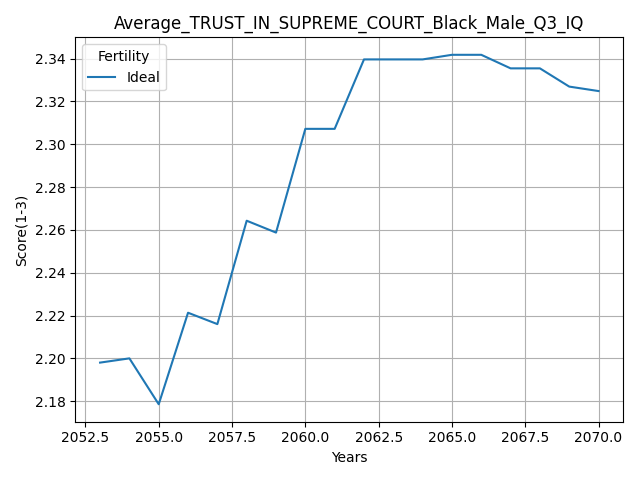 Average_TRUST_IN_SUPREME_COURT_Black_Male_Q3_IQ
Fertility
Ideal
2.34
2.32
2.30
2.28
2.26
2.24
2.22
2.20
2.18
Score(1-3)
2052.5 2055.0 2057.5 2060.0 2062.5 2065.0 2067.5 2070.0
Years